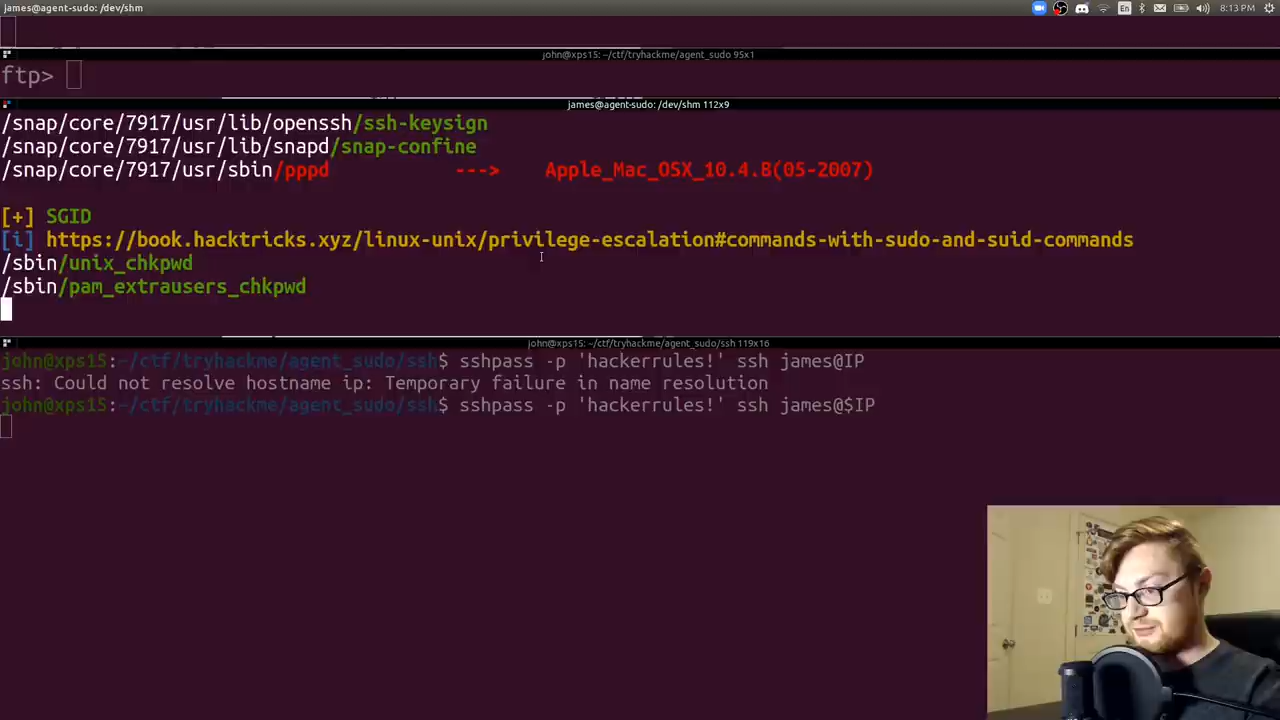 james@agent-sudo: /dev/shm
En
8:13 PM
john@xps15: ~/ctf/tryhackme/agent_sudo 95x1
ftp>
james@agent-sudo: /dev/shm 112x9
/snap/core/7917/usr/lib/openssh/ssh-keysign
/snap/core/7917/usr/lib/snapd/snap-confine
/snap/core/7917/usr/sbin/pppd ---> Apple_Mac_OSX_10.4.8(05-2007)
[+] SGID
[i] https://book.hacktricks.xyz/linux-unix/privilege-escalation#commands-with-sudo-and-suid-commands
/sbin/unix_chkpwd
/sbin/pam_extrausers_chkpwd
john@xps15: ~/ctf/tryhackme/agent_sudo/ssh 119x16
john@xps15:~/ctf/tryhackme/agent_sudo/ssh$ sshpass -p 'hackerrules!' ssh james@IP
ssh: Could not resolve hostname ip: Temporary failure in name resolution
john@xps15:~/ctf/tryhackme/agent_sudo/ssh$ sshpass -p 'hackerrules!' ssh james@$IP